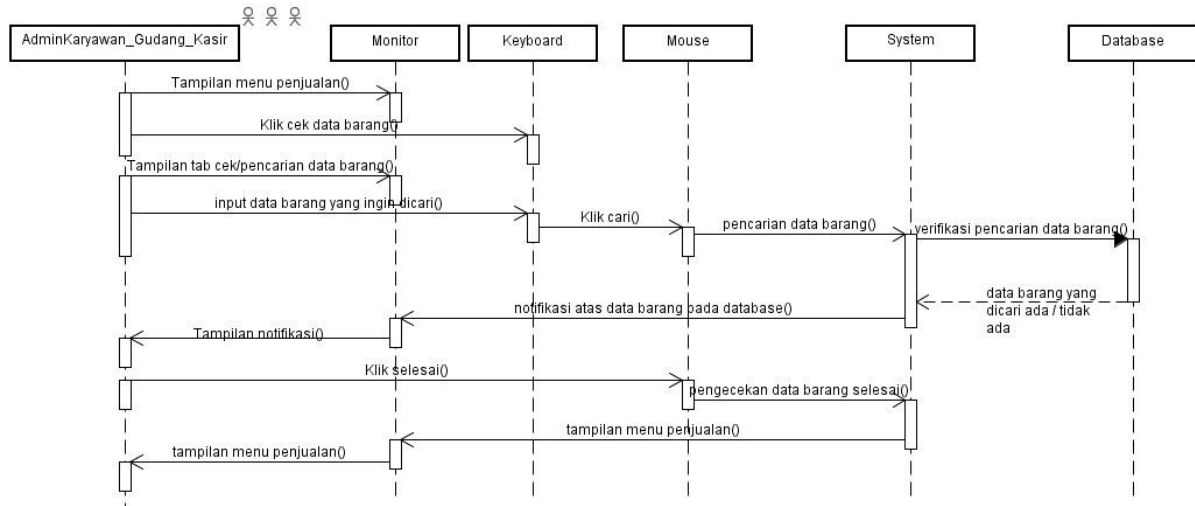 AdminKaryawan_Gudang_Kasir
Monitor
Keyboard
Mouse
System
Database
Tampilan menu penjualan()
Klik cek data barang()
Tampilan tab cek/pencarian data barang()
input data barang yang ingin dicari()
Klik cari()
pencarian data barang()
verifikasi pencarian data barang()
data barang yang
dicari ada / tidak
ada
notifikasi atas data barang pada database()
Tampilan notifikasi()
Klik selesai()
pengecekan data barang selesai()
tampilan menu penjualan()
tampilan menu penjualan()